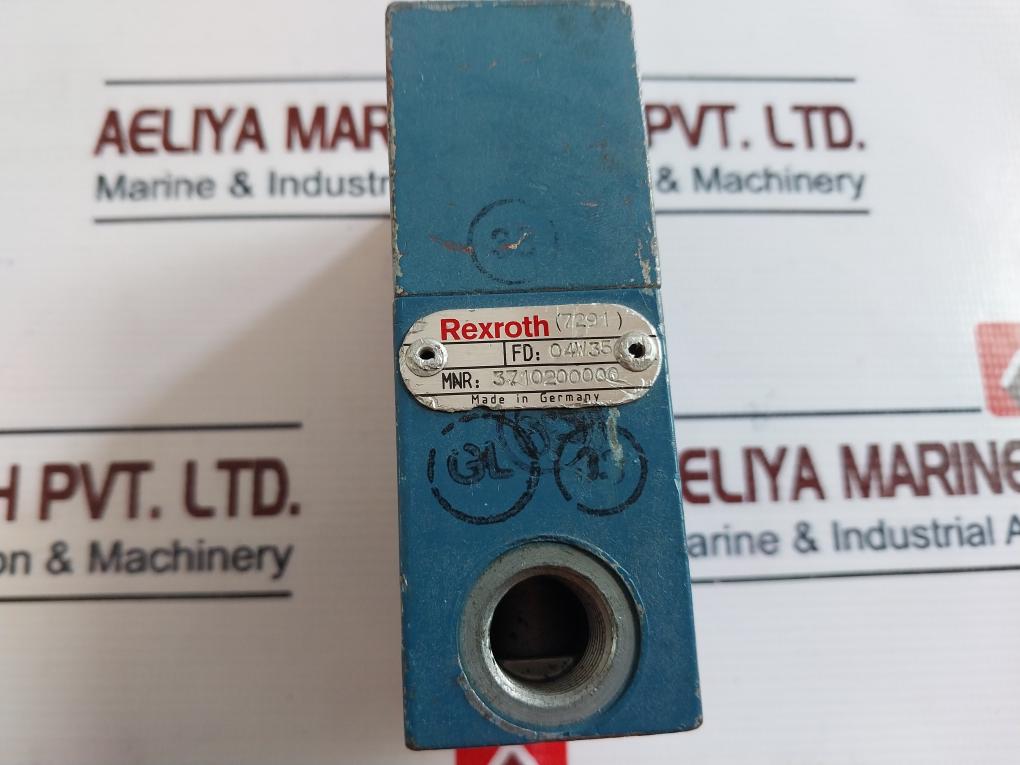 AELIYA MAR PVT. LTD.
Marine & Industr & Machinery
Rexroth (7291)
FD: 04W35
MNR: 3710200000
Made in Germany
GL
H PVT. LTD.
on & Machinery
ELIYA MARINE
arine & Industrial A